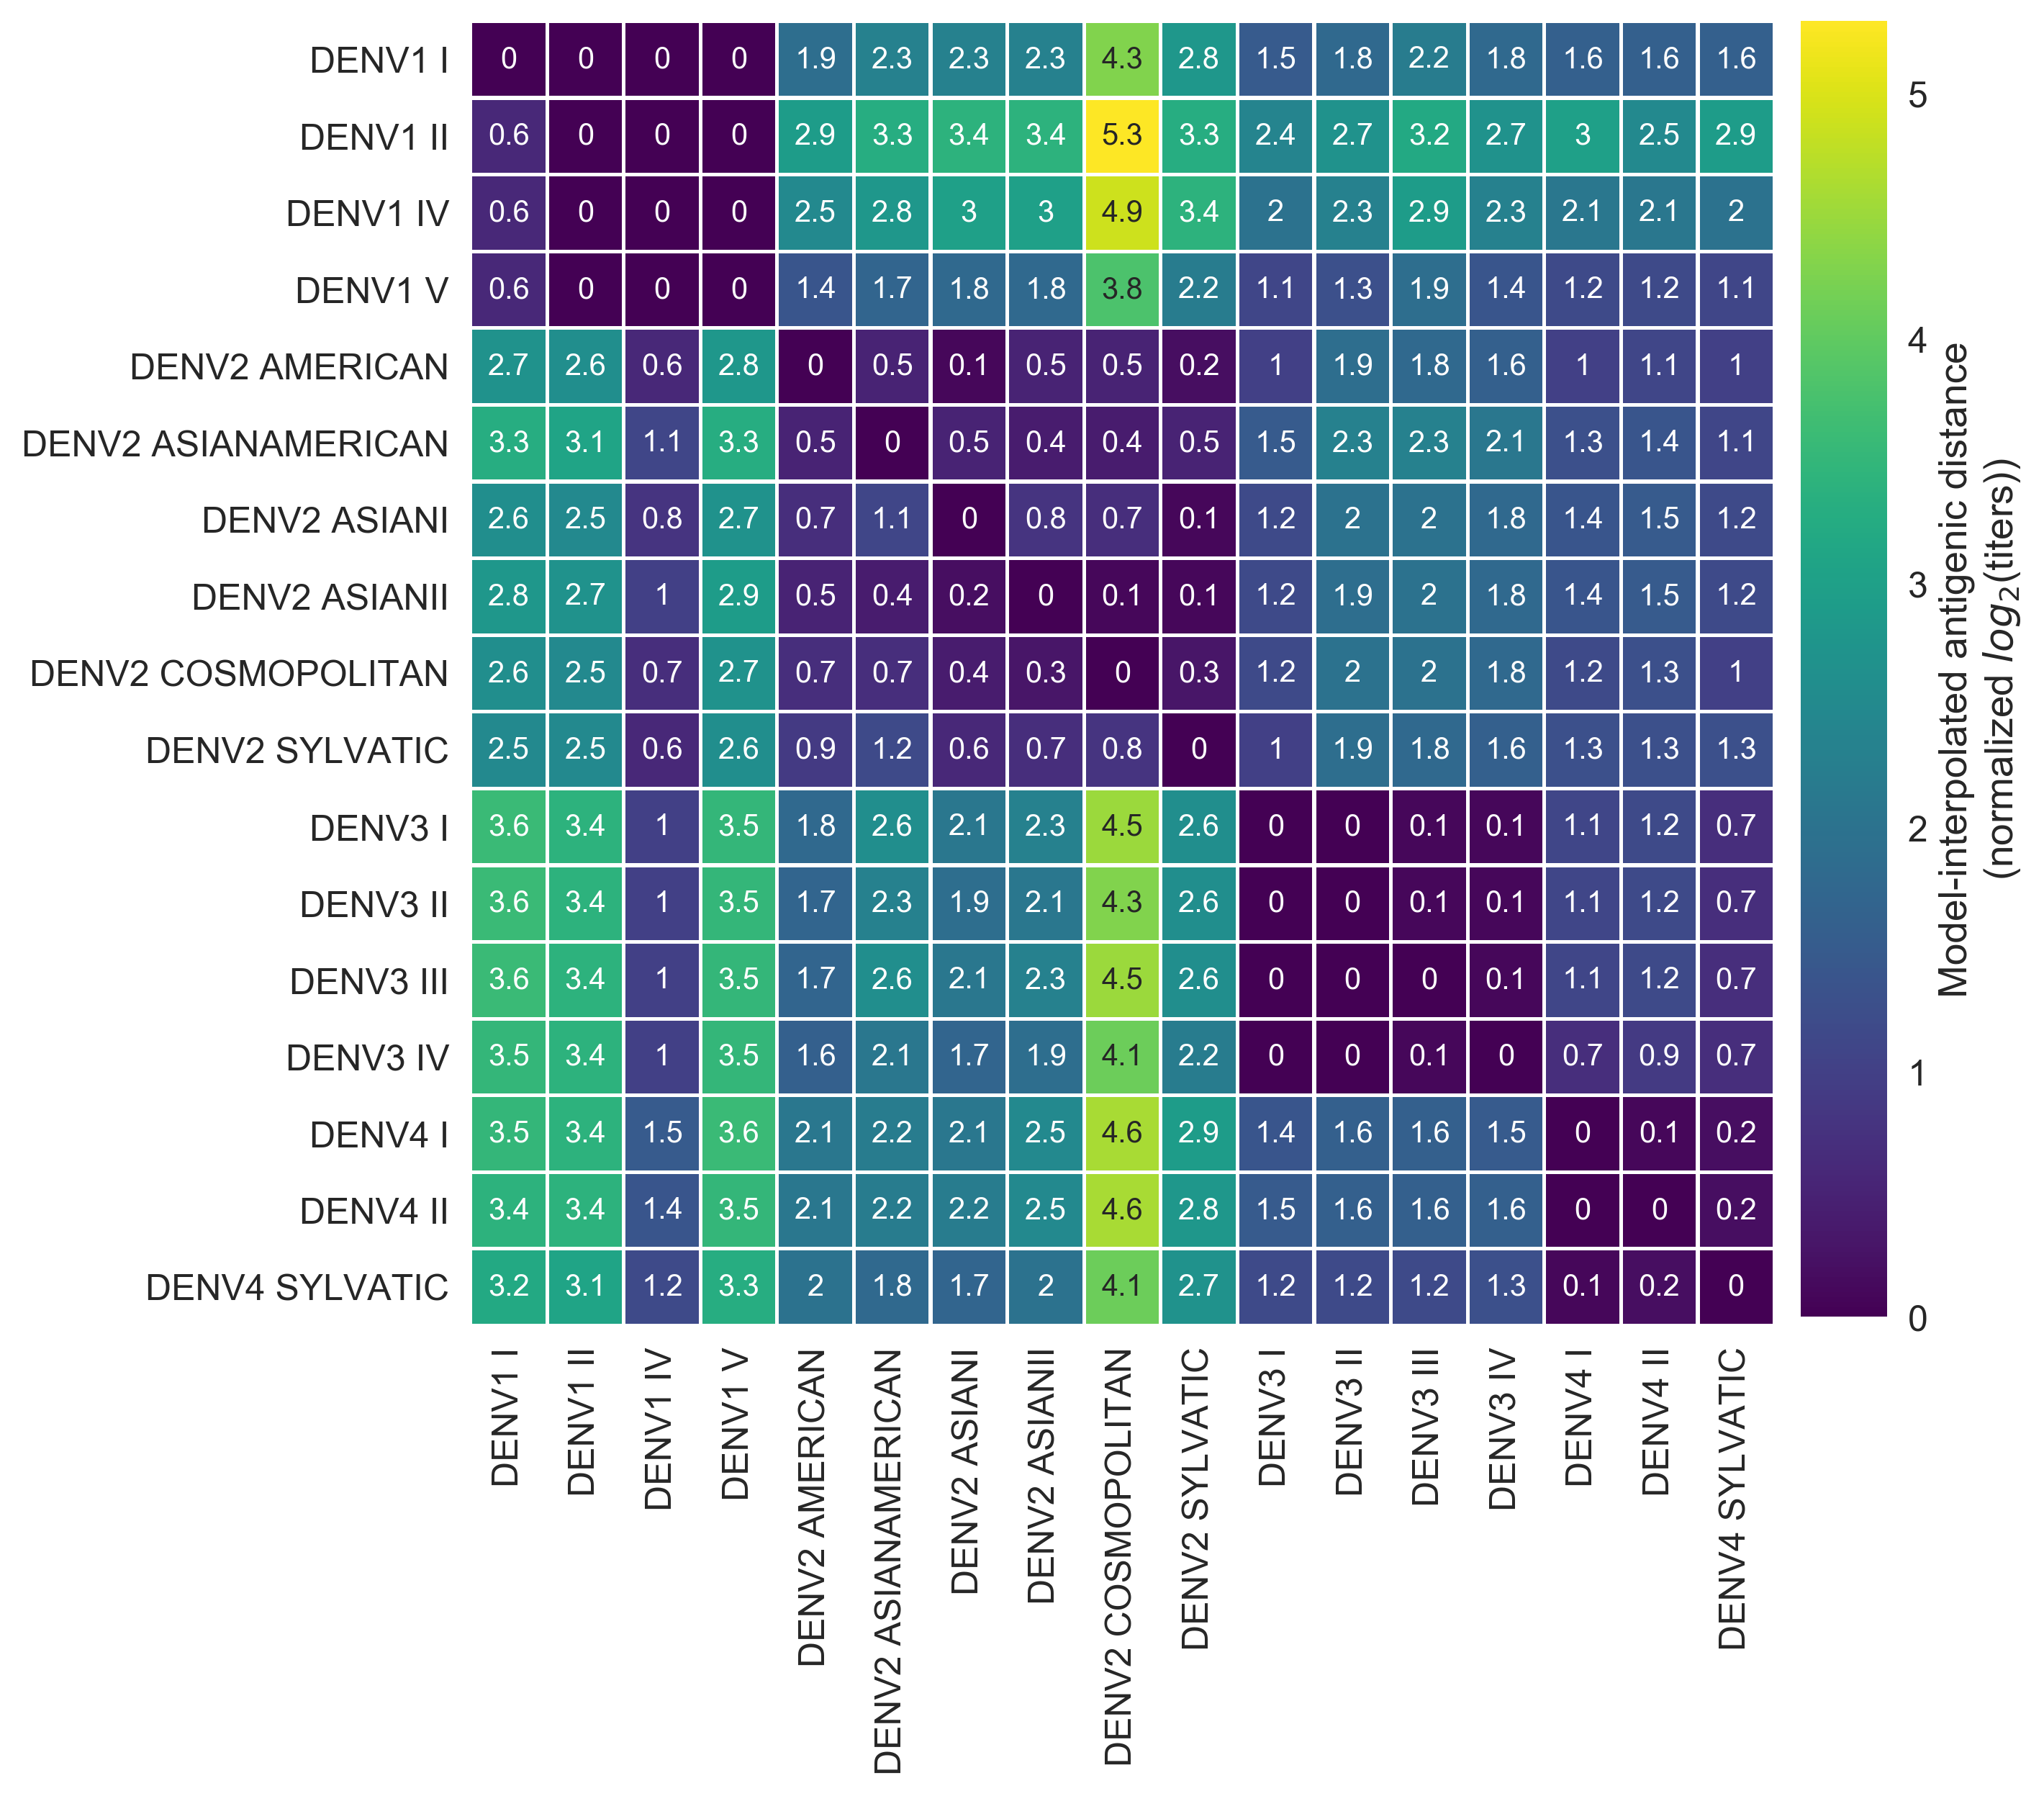 DENV1 I 0 0 0 0 1.9 2.3 2.3 2.3 4.3 2.8 1.5 1.8 2.2 1.8 1.6 1.6 1.6
DENV1 II 0.6 0 0 0 2.9 3.3 3.4 3.4 5.3 3.3 2.4 2.7 3.2 2.7 3 2.5 2.9
DENV1 IV 0.6 0 0 0 2.5 2.8 3 3 4.9 3.4 2 2.3 2.9 2.3 2.1 2.1 2
DENV1 V 0.6 0 0 0 1.4 1.7 1.8 1.8 3.8 2.2 1.1 1.3 1.9 1.4 1.2 1.2 1.1
DENV2 AMERICAN 2.7 2.6 0.6 2.8 0 0.5 0.1 0.5 0.5 0.2 1 1.9 1.8 1.6 1 1.1 1
DENV2 ASIANAMERICAN 3.3 3.1 1.1 3.3 0.5 0 0.5 0.4 0.4 0.5 1.5 2.3 2.3 2.1 1.3 1.4 1.1
DENV2 ASIANI 2.6 2.5 0.8 2.7 0.7 1.1 0 0.8 0.7 0.1 1.2 2 2 1.8 1.4 1.5 1.2
DENV2 ASIANII 2.8 2.7 1 2.9 0.5 0.4 0.2 0 0.1 0.1 1.2 1.9 2 1.8 1.4 1.5 1.2
DENV2 COSMOPOLITAN 2.6 2.5 0.7 2.7 0.7 0.7 0.4 0.3 0 0.3 1.2 2 2 1.8 1.2 1.3 1
DENV2 SYLVATIC 2.5 2.5 0.6 2.6 0.9 1.2 0.6 0.7 0.8 0 1 1.9 1.8 1.6 1.3 1.3 1.3
DENV3 I 3.6 3.4 1 3.5 1.8 2.6 2.1 2.3 4.5 2.6 0 0 0.1 0.1 1.1 1.2 0.7
DENV3 II 3.6 3.4 1 3.5 1.7 2.3 1.9 2.1 4.3 2.6 0 0 0.1 0.1 1.1 1.2 0.7
DENV3 III 3.6 3.4 1 3.5 1.7 2.6 2.1 2.3 4.5 2.6 0 0 0 0.1 1.1 1.2 0.7
DENV3 IV 3.5 3.4 1 3.5 1.6 2.1 1.7 1.9 4.1 2.2 0 0 0.1 0 0.7 0.9 0.7
DENV4 I 3.5 3.4 1.5 3.6 2.1 2.2 2.1 2.5 4.6 2.9 1.4 1.6 1.6 1.5 0 0.1 0.2
DENV4 II 3.4 3.4 1.4 3.5 2.1 2.2 2.2 2.5 4.6 2.8 1.5 1.6 1.6 1.6 0 0 0.2
DENV4 SYLVATIC 3.2 3.1 1.2 3.3 2 1.8 1.7 2 4.1 2.7 1.2 1.2 1.2 1.3 0.1 0.2 0
DENV1 I
DENV1 II
DENV1 IV
DENV1 V
DENV2 AMERICAN
DENV2 ASIANAMERICAN
DENV2 ASIANI
DENV2 ASIANII
DENV2 COSMOPOLITAN
DENV2 SYLVATIC
DENV3 I
DENV3 II
DENV3 III
DENV3 IV
DENV4 I
DENV4 II
DENV4 SYLVATIC
5
4
3
2
1
0
Model-interpolated antigenic distance
(normalized log₂(titers))